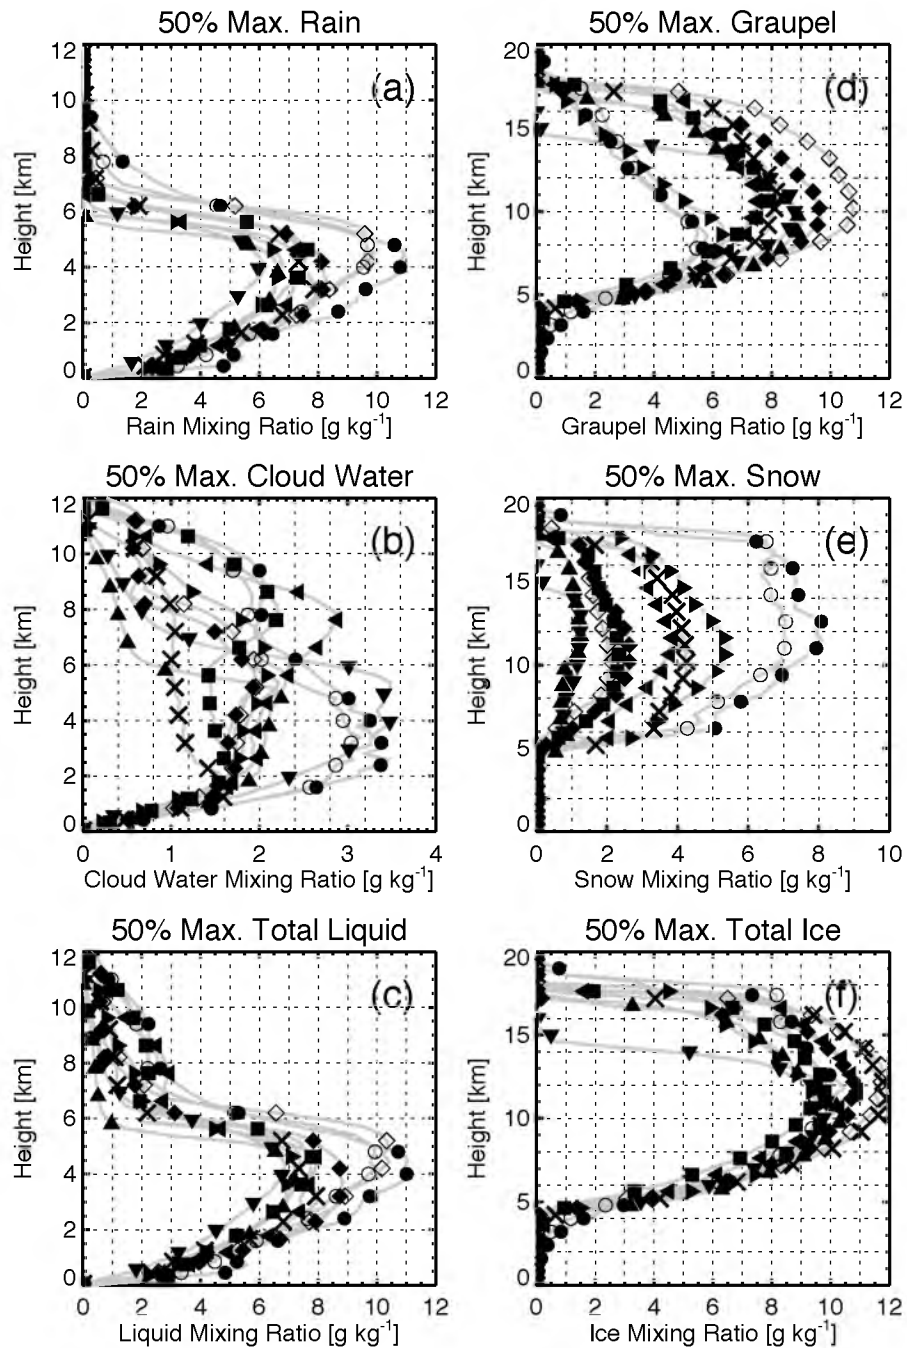 50% Max. Rain
12
10
8
6
4
2
0
Height [km]
(a)
0 2 4 6 8 10 12
Rain Mixing Ratio [g kg-1]
50% Max. Graupel
20
15
10
5
0
Height [km]
(d)
0 2 4 6 8 10 12
Graupel Mixing Ratio [g kg-1]
50% Max. Cloud Water
12
10
8
6
4
2
0
Height [km]
(b)
0 1 2 3 4
Cloud Water Mixing Ratio [g kg-1]
50% Max. Snow
20
15
10
5
0
Height [km]
(e)
0 2 4 6 8 10
Snow Mixing Ratio [g kg-1]
50% Max. Total Liquid
12
10
8
6
4
2
0
Height [km]
(c)
0 2 4 6 8 10 12
Liquid Mixing Ratio [g kg-1]
50% Max. Total Ice
20
15
10
5
0
Height [km]
(f)
0 2 4 6 8 10 12
Ice Mixing Ratio [g kg-1]